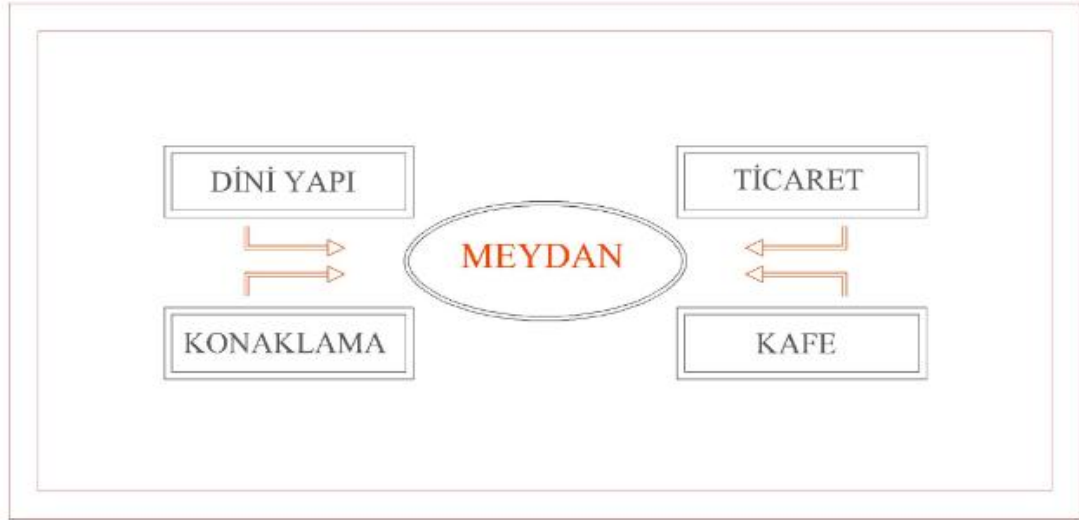 DİNİ YAPI
TİCARET
MEYDAN
KONAKLAMA
KAFE